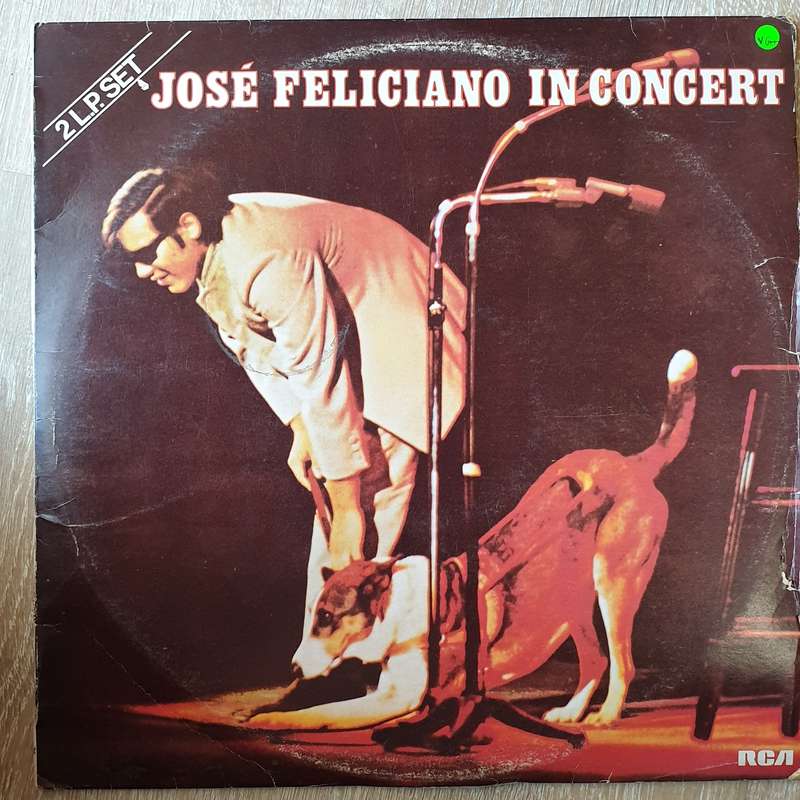 2 L.P. SET
JOSÉ FELICIANO IN CONCERT
RCA